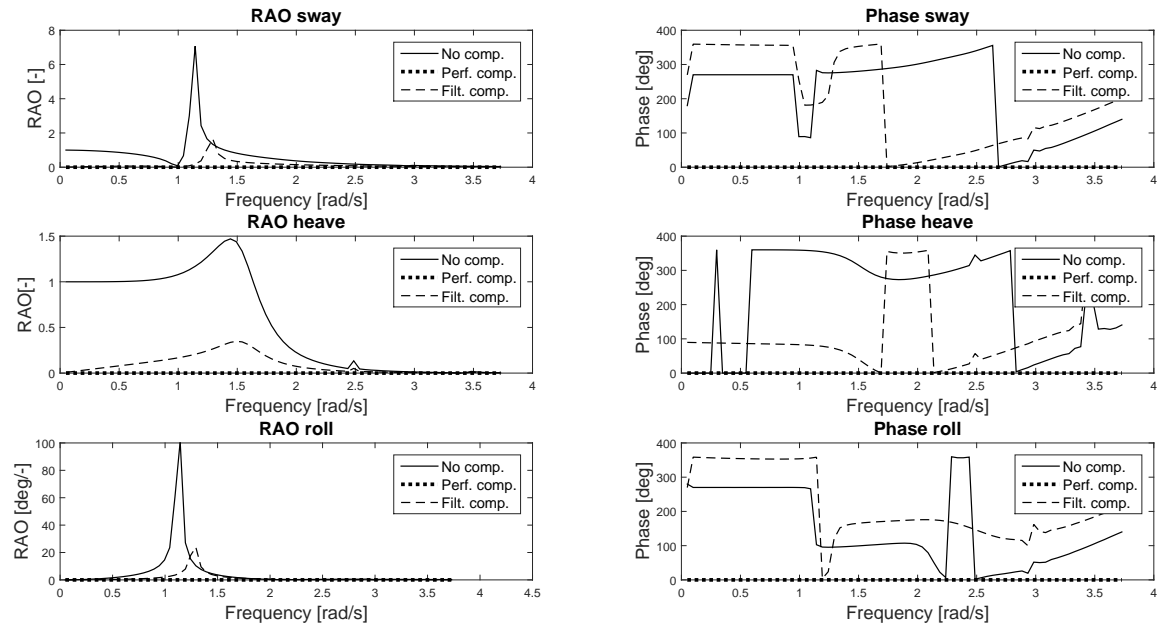 RAO sway
RAO [-]
8
6
4
2
0
0 0.5 1 1.5 2 2.5 3 3.5 4
Frequency [rad/s]
No comp.
Perf. comp.
Filt. comp.
Phase sway
Phase [deg]
400
300
200
100
0
0 0.5 1 1.5 2 2.5 3 3.5 4
Frequency [rad/s]
No comp.
Perf. comp.
Filt. comp.
RAO heave
RAO[-]
1.5
1
0.5
0
0 0.5 1 1.5 2 2.5 3 3.5 4
Frequency [rad/s]
No comp.
Perf. comp.
Filt. comp.
Phase heave
Phase [deg]
400
300
200
100
0
0 0.5 1 1.5 2 2.5 3 3.5 4
Frequency [rad/s]
No comp.
Perf. comp.
Filt. comp.
RAO roll
RAO [deg/-]
100
80
60
40
20
0
0 0.5 1 1.5 2 2.5 3 3.5 4 4.5
Frequency [rad/s]
No comp.
Perf. comp.
Filt. comp.
Phase roll
Phase [deg]
400
300
200
100
0
0 0.5 1 1.5 2 2.5 3 3.5 4
Frequency [rad/s]
No comp.
Perf. comp.
Filt. comp.